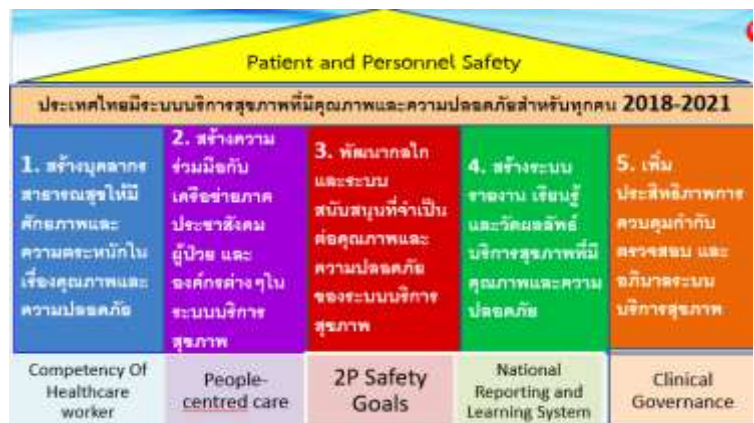 Patient and Personnel Safety
ประเทศไทยมีระบบบริการสุขภาพที่มีคุณภาพและความปลอดภัยสำหรับทุกคน 2018-2021
1. สร้างบุคลากร
สาธารณสุขให้มี
ศักยภาพและ
ความตระหนักใน
เรื่องคุณภาพและ
ความปลอดภัย
2. สร้างความ
ร่วมมือกับ
เครือข่ายภาค
ประชาสังคม
ผู้ป่วย และ
องค์กรต่างๆใน
ระบบบริการ
สุขภาพ
3. พัฒนากลไก
และระบบ
สนับสนุนที่จำเป็น
ต่อคุณภาพและ
ความปลอดภัย
ของระบบบริการ
สุขภาพ
4. สร้างระบบ
รายงาน เรียนรู้
และวัดผลลัพธ์
บริการสุขภาพที่มี
คุณภาพและความ
ปลอดภัย
5. เพิ่ม
ประสิทธิภาพการ
ควบคุมกำกับ
ตรวจสอบ และ
อภิบาลระบบ
บริการสุขภาพ
Competency Of
Healthcare
worker
People-
centred care
2P Safety
Goals
National
Reporting and
Learning System
Clinical
Governance